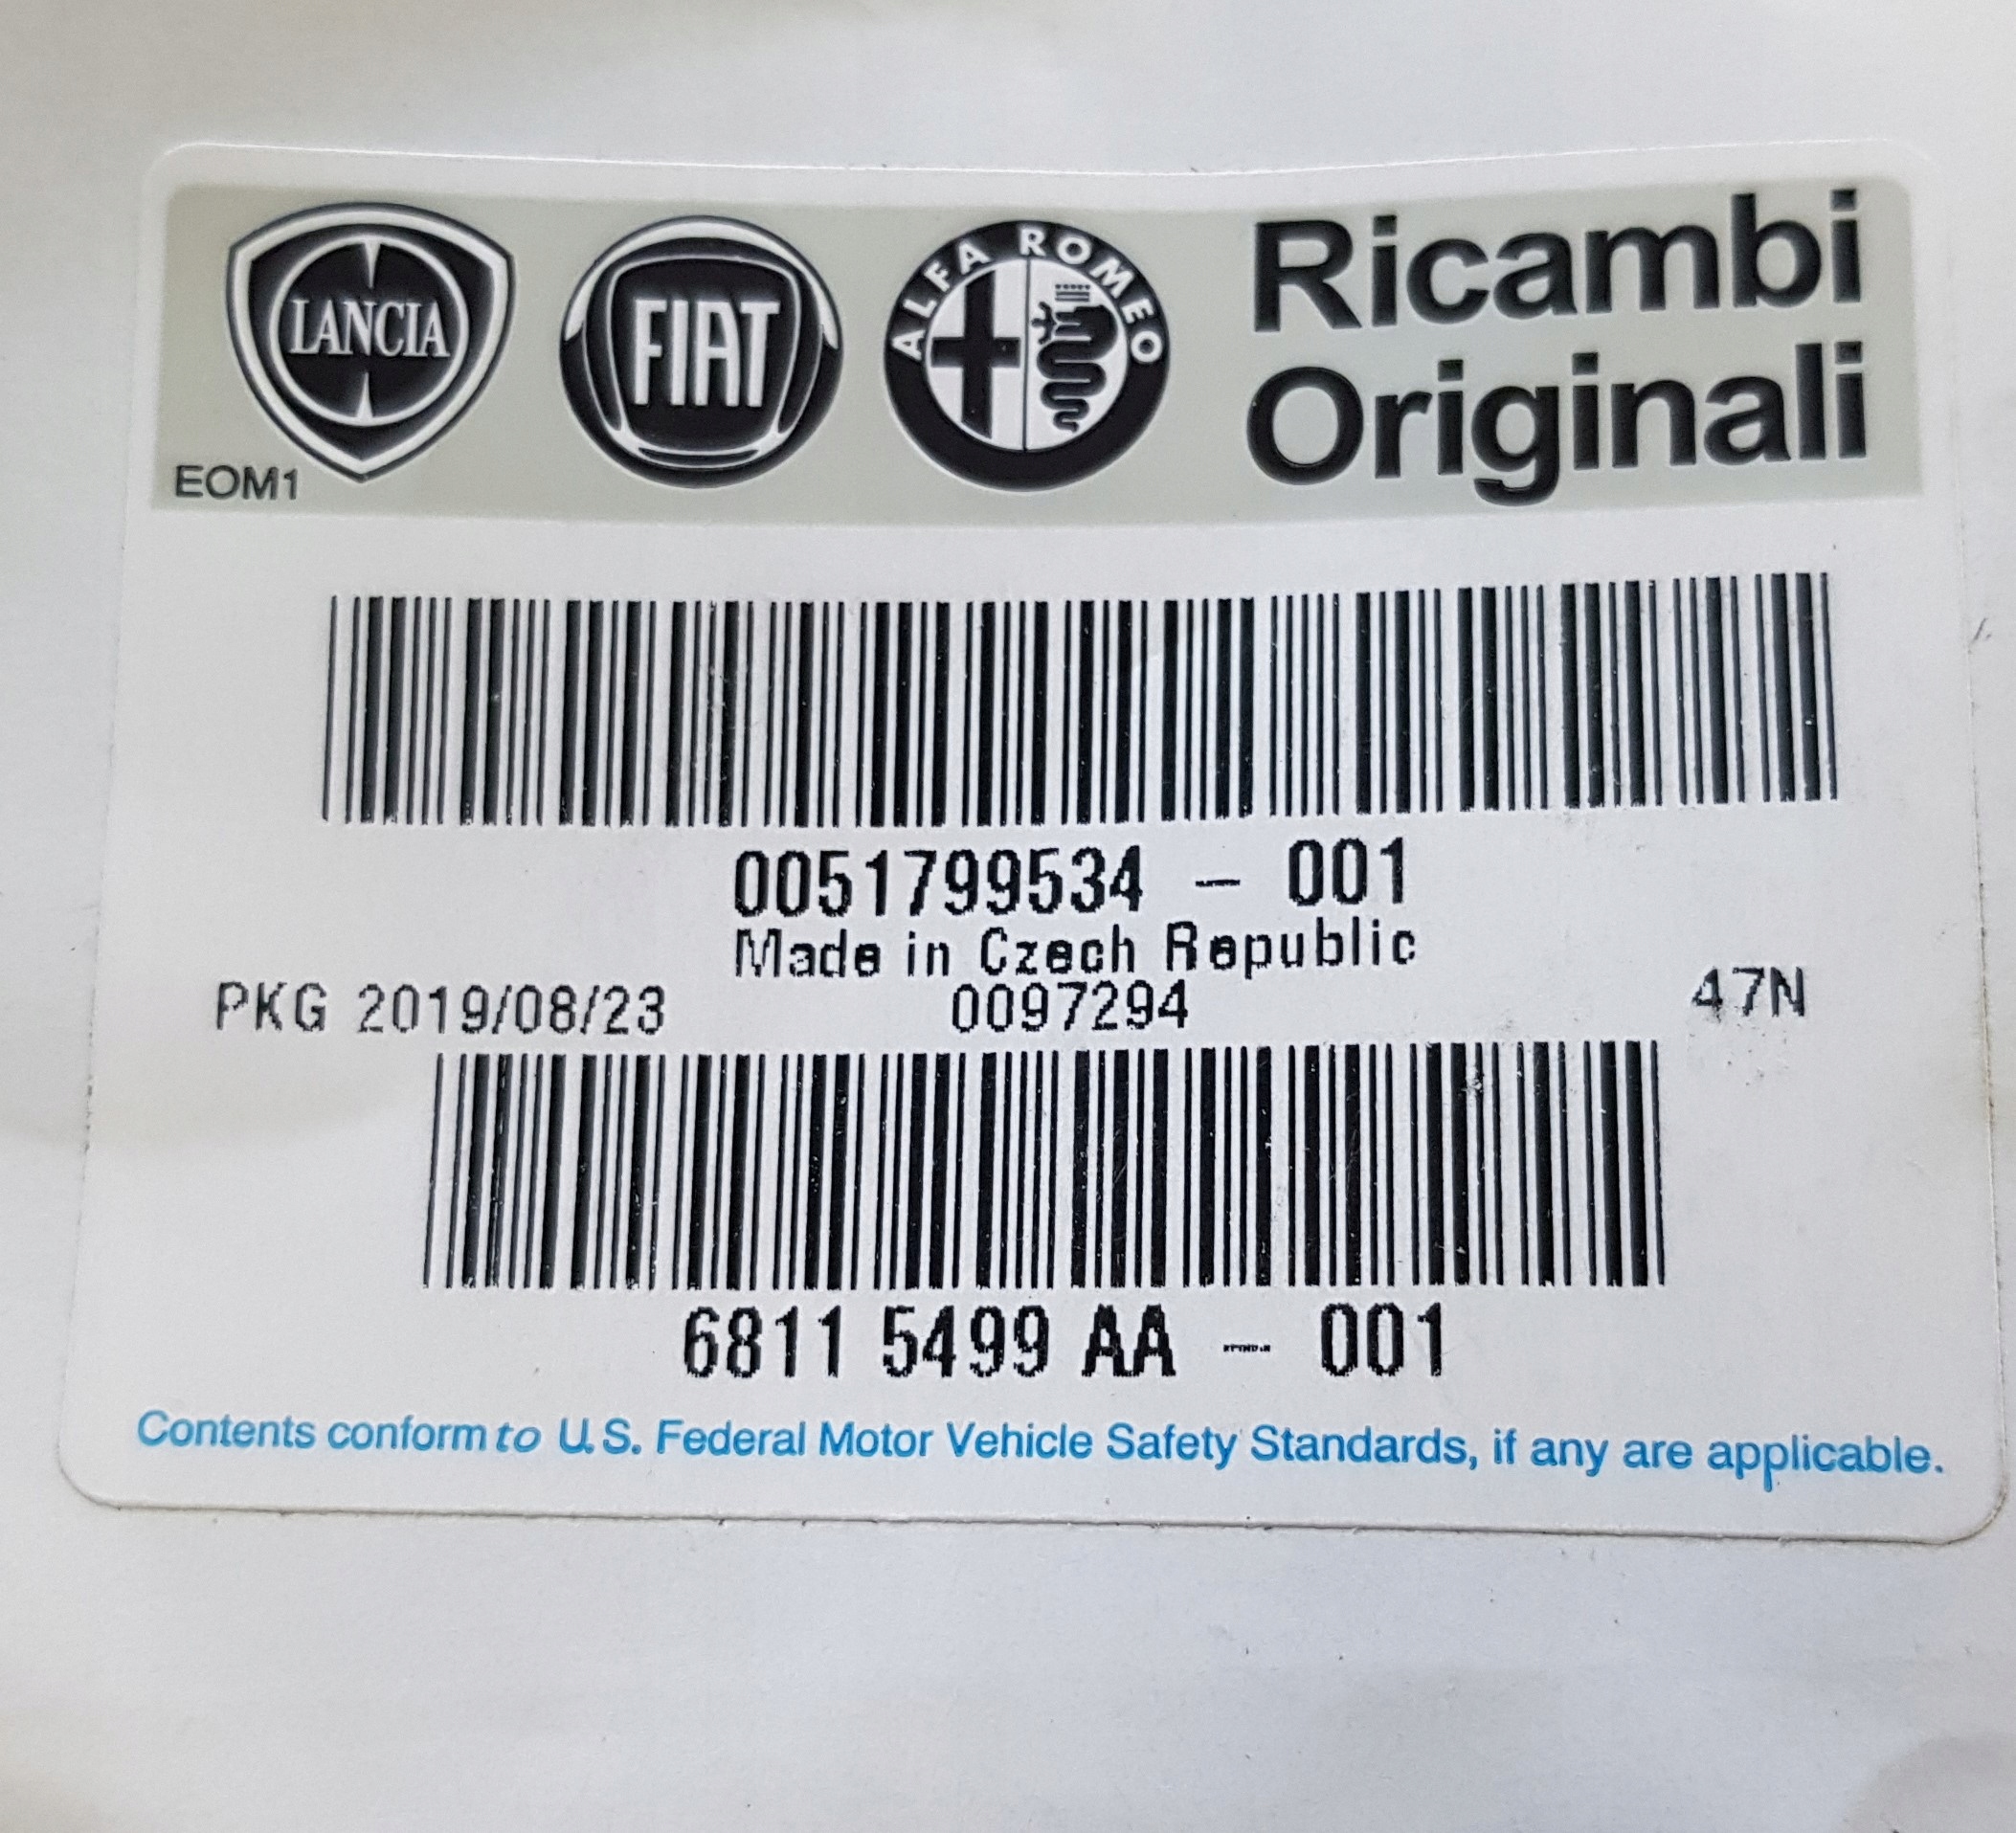 LANCIA
FIAT
ALFA ROMEO
Ricambi
Originali
EOM1
0051799534 - 001
Made in Czech Republic
PKG 2019/08/23 0097294 47N
6811 5499 AA - 001
Contents conform to U.S. Federal Motor Vehicle Safety Standards, if any are applicable.